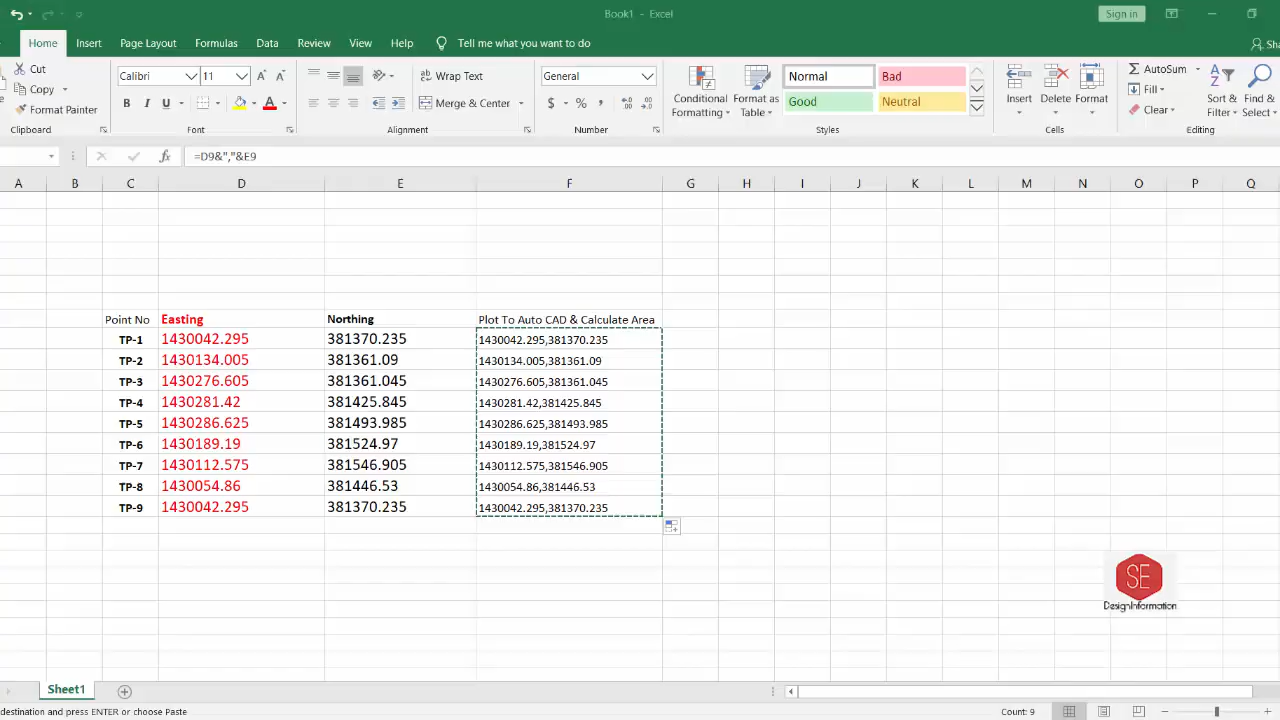 Book1 - Excel
Sign in
Home Insert Page Layout Formulas Data Review View Help Tell me what you want to do Sha
Cut
Copy
Format Painter
Clipboard
Calibri 11
B I U A
Font
Wrap Text
Merge & Center
Alignment
General
$ % ,
Number
Conditional Formatting
Format as Table
Normal Bad
Good Neutral
Styles
Insert Delete Format
Cells
AutoSum
Fill
Clear
Sort & Filter
Find & Select
Editing
fx =D9&","&E9
A B C D E F G H I J K L M N O P Q
Point No Easting Northing Plot To Auto CAD & Calculate Area
TP-1 1430042.295 381370.235 1430042.295,381370.235
TP-2 1430134.005 381361.09 1430134.005,381361.09
TP-3 1430276.605 381361.045 1430276.605,381361.045
TP-4 1430281.42 381425.845 1430281.42,381425.845
TP-5 1430286.625 381493.985 1430286.625,381493.985
TP-6 1430189.19 381524.97 1430189.19,381524.97
TP-7 1430112.575 381546.905 1430112.575,381546.905
TP-8 1430054.86 381446.53 1430054.86,381446.53
TP-9 1430042.295 381370.235 1430042.295,381370.235
SE
DesignInformation
Sheet1
destination and press ENTER or choose Paste
Count: 9